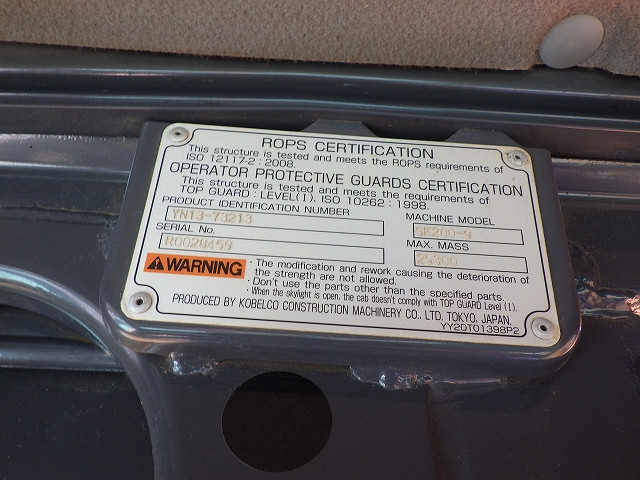 ROPS CERTIFICATION
This structure is tested and meets the ROPS requirements of
ISO 12117-2 : 2008.
OPERATOR PROTECTIVE GUARDS CERTIFICATION
This structure is tested and meets the requirements of
TOP GUARD : LEVEL(I), ISO 10262 : 1998.
PRODUCT IDENTIFICATION NUMBER
YN13-73213
MACHINE MODEL
SK200-9
SERIAL No.
R0028459
MAX. MASS
29300
WARNING
· The modification and rework causing the deterioration of
the strength are not allowed.
· Don't use the parts other than the specified parts.
· When the skylight is open, the cab doesn't comply with TOP GUARD Level (I).
PRODUCED BY KOBELCO CONSTRUCTION MACHINERY CO., LTD. TOKYO, JAPAN.
YY20T01398P2